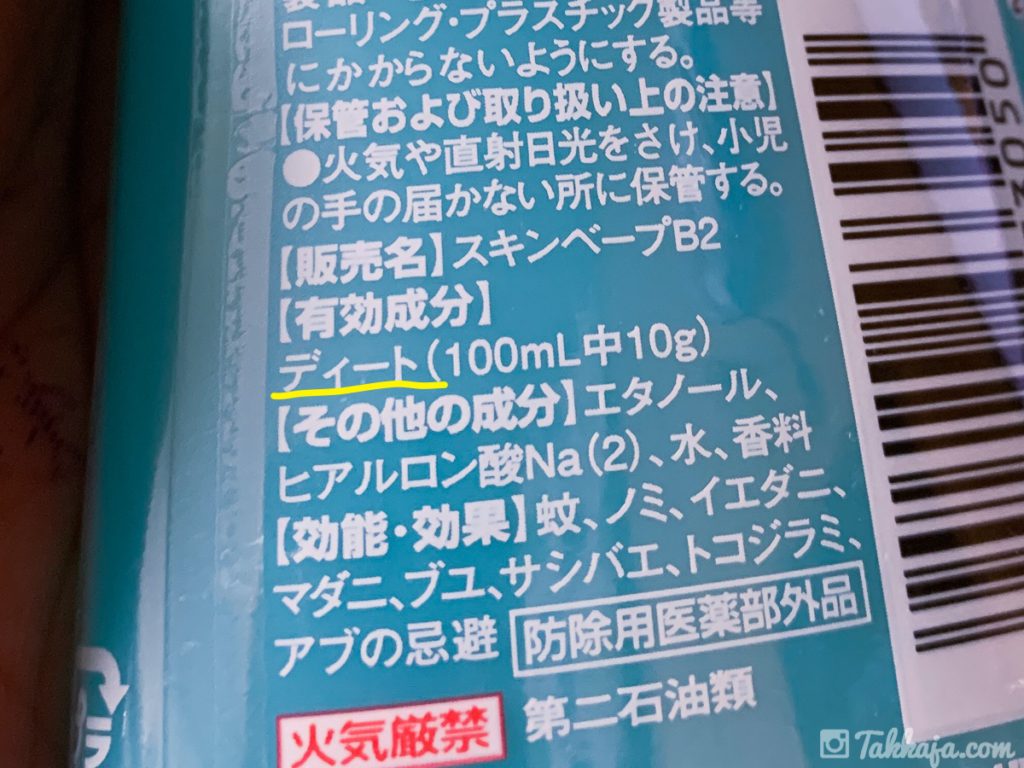 ローリング・プラスチック製品等
にかからないようにする。
【保管および取り扱い上の注意】
●火気や直射日光をさけ、小児
の手の届かない所に保管する。
【販売名】スキンベープB2
【有効成分】
ディート(100mL中10g)
【その他の成分】エタノール、
ヒアルロン酸Na(2)、水、香料
【効能・効果】蚊、ノミ、イエダニ、
マダニ、ブユ、サシバエ、トコジラミ、
アブの忌避 防除用医薬部外品
火気厳禁 第二石油類
プラ
Takkaja.com